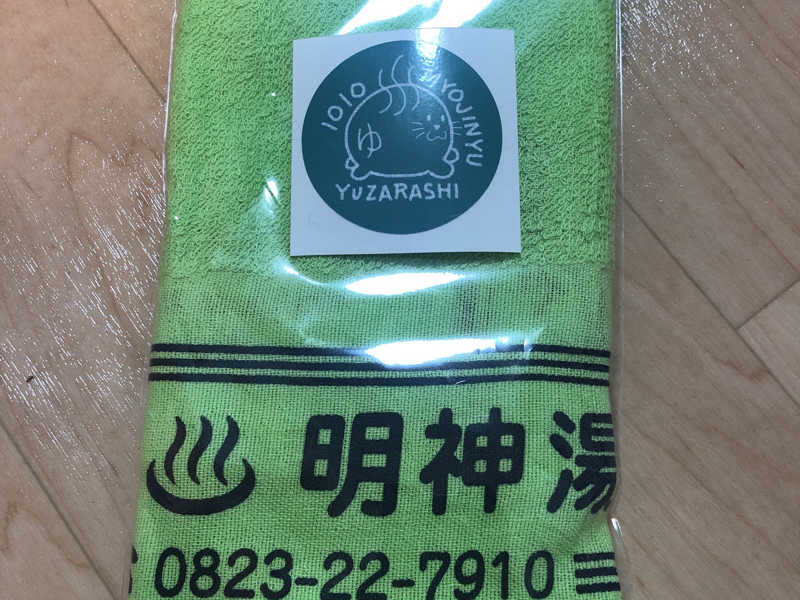 1010 MYOJINYU
ゆ
YUZARASHI
♨ 明神湯
0823-22-7910